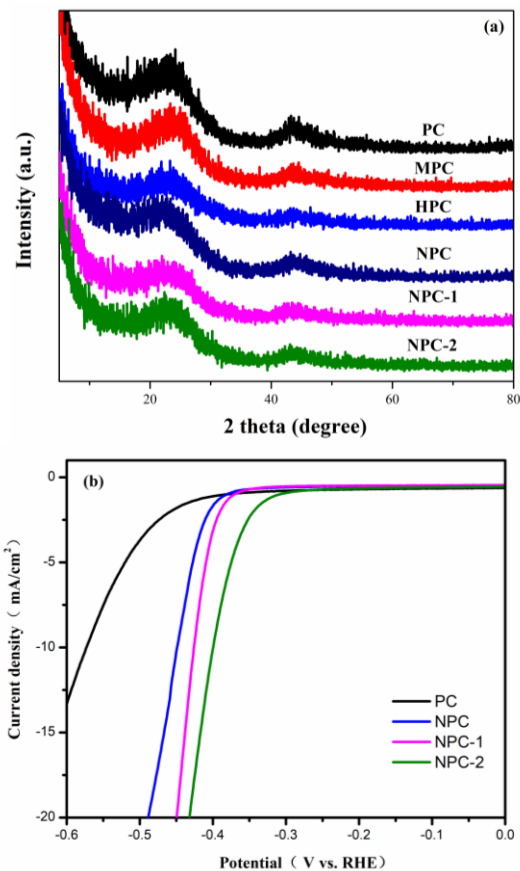 (a)
Intensity (a.u.)
PC
MPC
HPC
NPC
NPC-1
NPC-2
20 40 60 80
2 theta (degree)
(b)
Current density（ mA/cm²）
0
-5
-10
-15
-20
PC
NPC
NPC-1
NPC-2
-0.6 -0.5 -0.4 -0.3 -0.2 -0.1 0.0
Potential（ V vs. RHE）